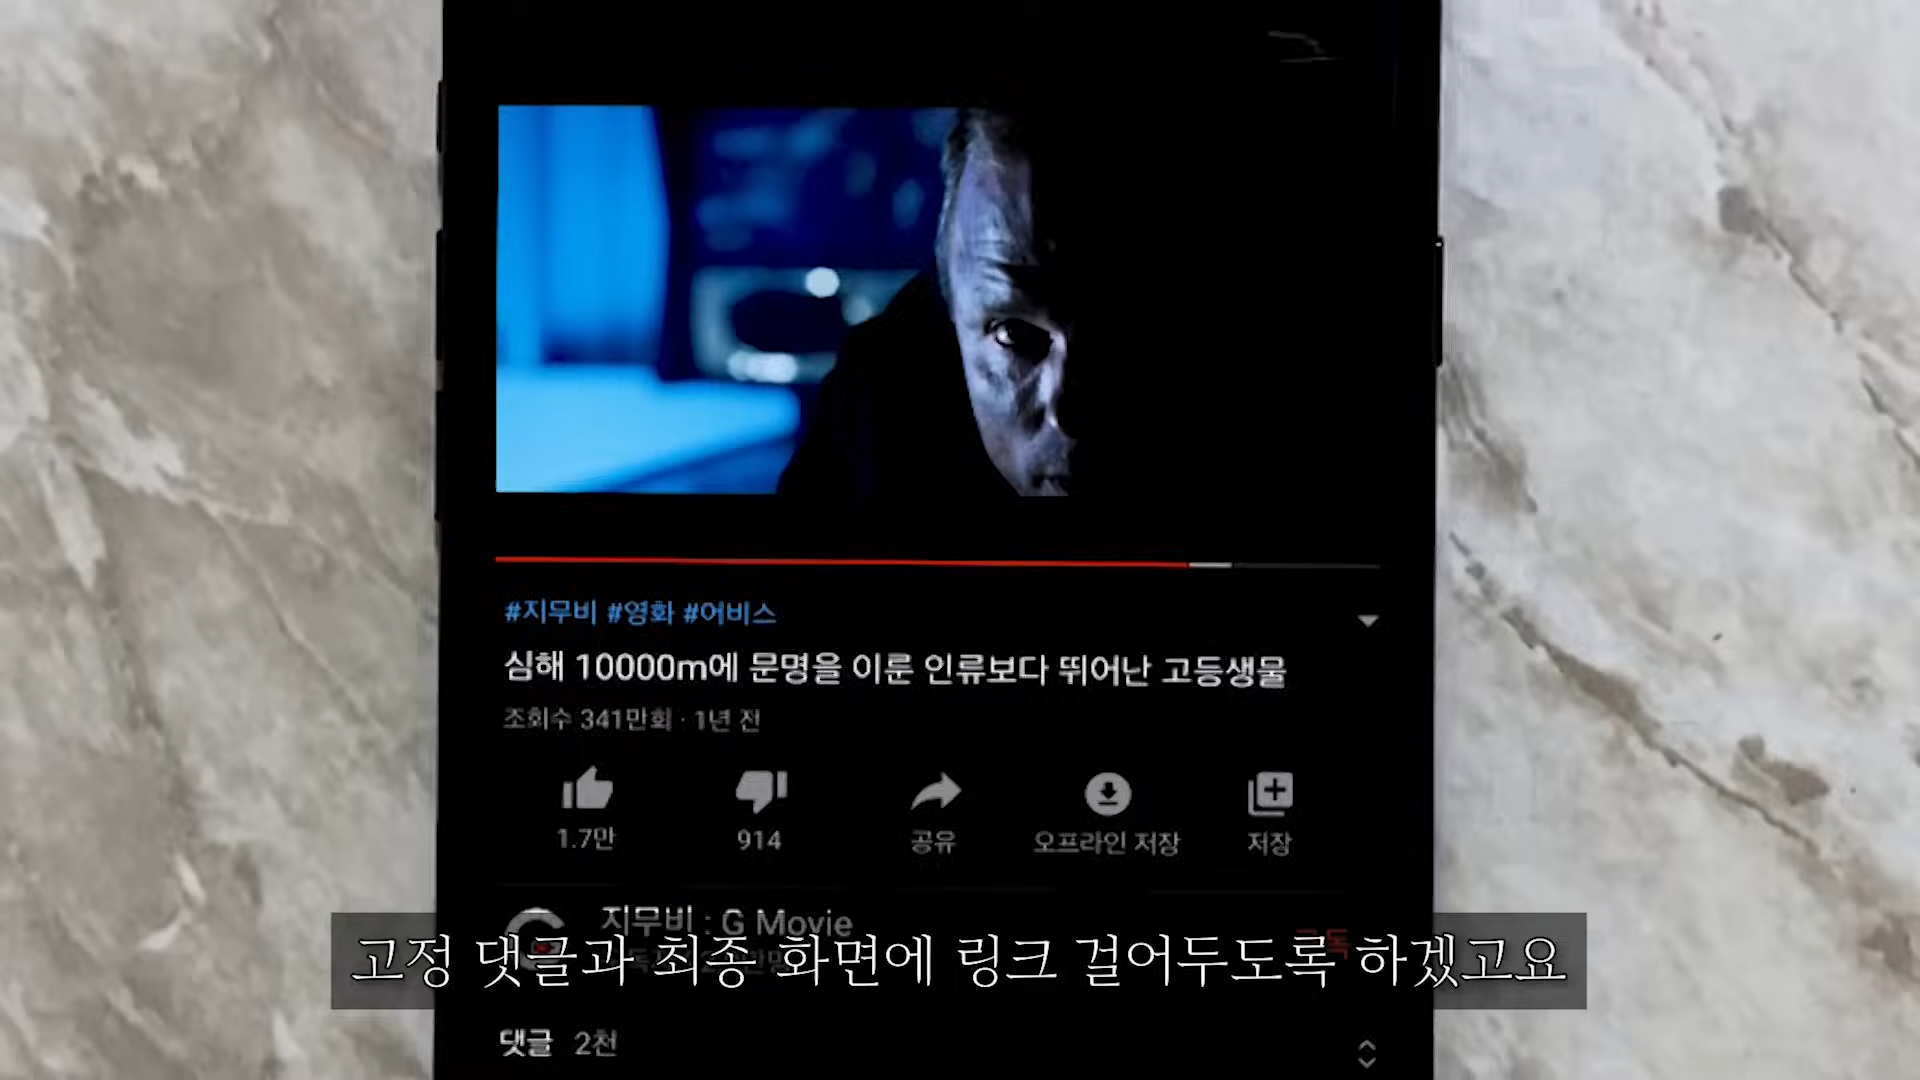 #지무비 #영화 #어비스
심해 10000m에 문명을 이룬 인류보다 뛰어난 고등생물
조회수 341만회 · 1년 전
1.7만 914 공유 오프라인 저장 저장
지무비 : G Movie
구독
고정 댓글과 최종 화면에 링크 걸어두도록 하겠고요
댓글 2천